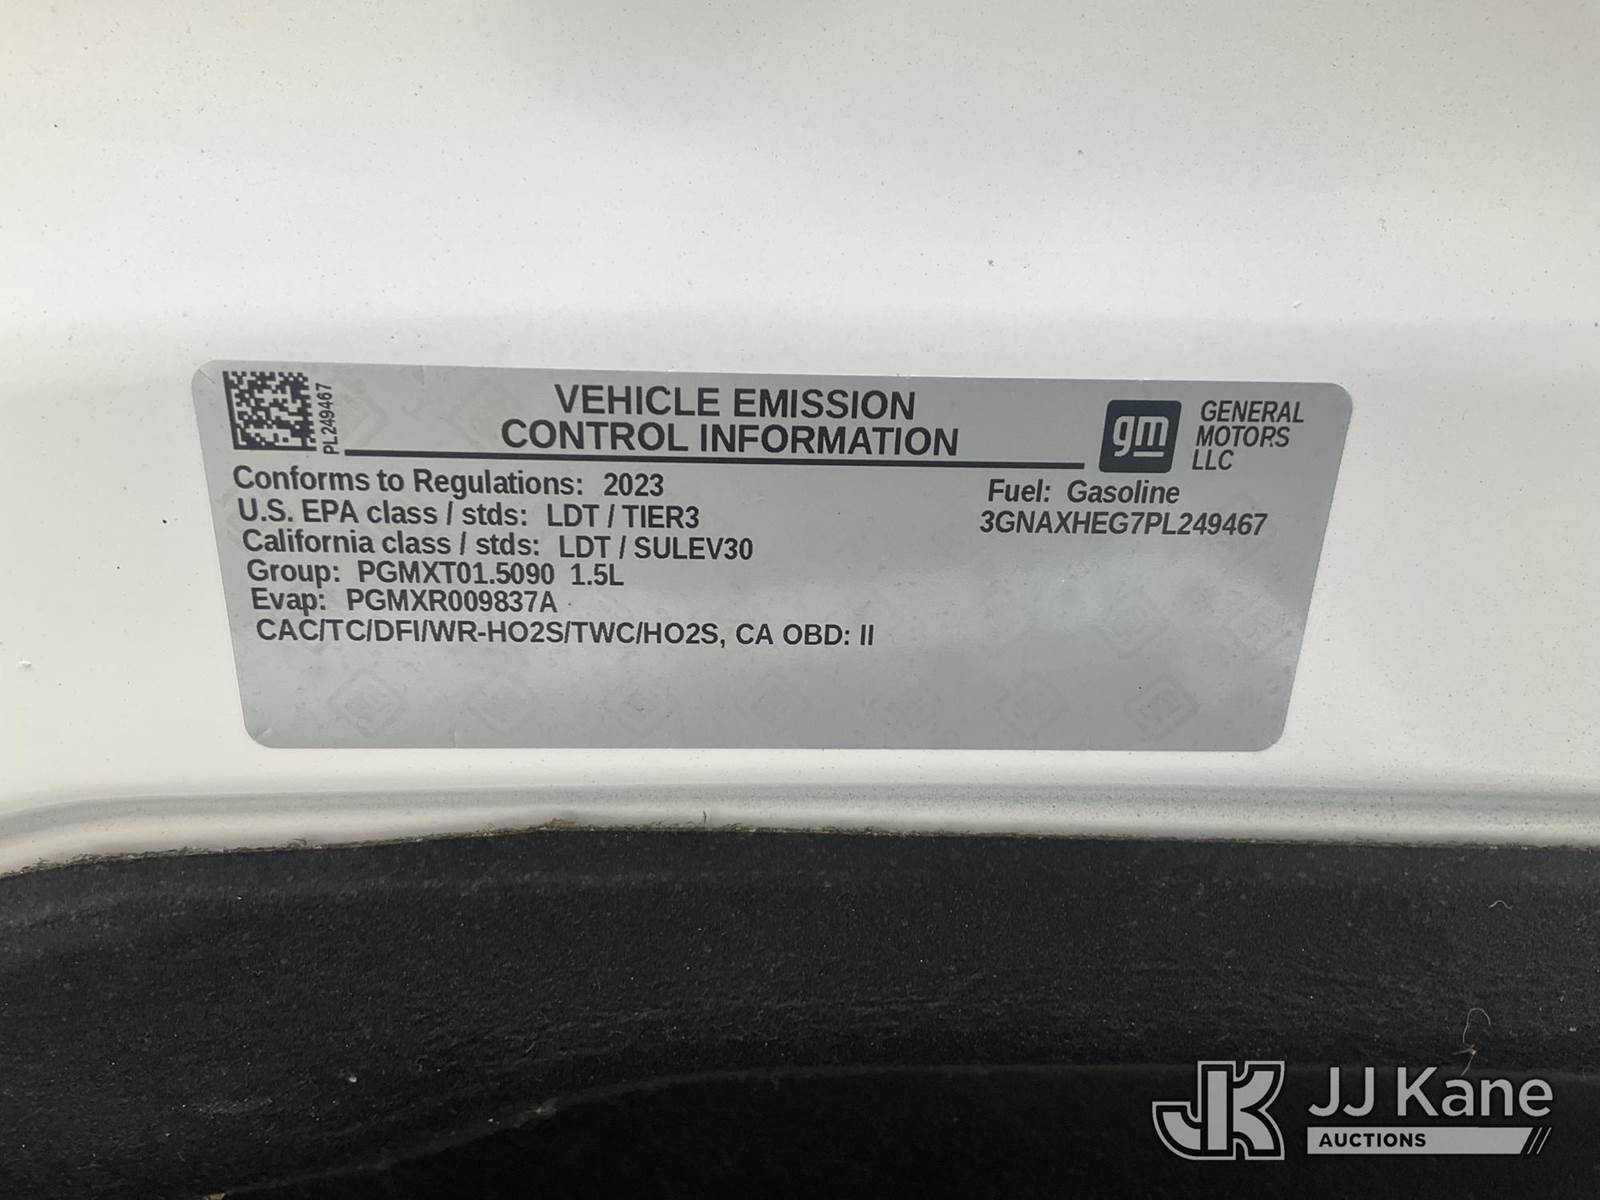 PL249467
VEHICLE EMISSION
CONTROL INFORMATION
gm
GENERAL
MOTORS
LLC
Conforms to Regulations: 2023
U.S. EPA class / stds: LDT / TIER3
California class / stds: LDT / SULEV30
Group: PGMXT01.5090 1.5L
Evap: PGMXR009837A
CAC/TC/DFI/WR-HO2S/TWC/HO2S, CA OBD: II
Fuel: Gasoline
3GNAXHEG7PL249467
JK
JJ Kane
AUCTIONS